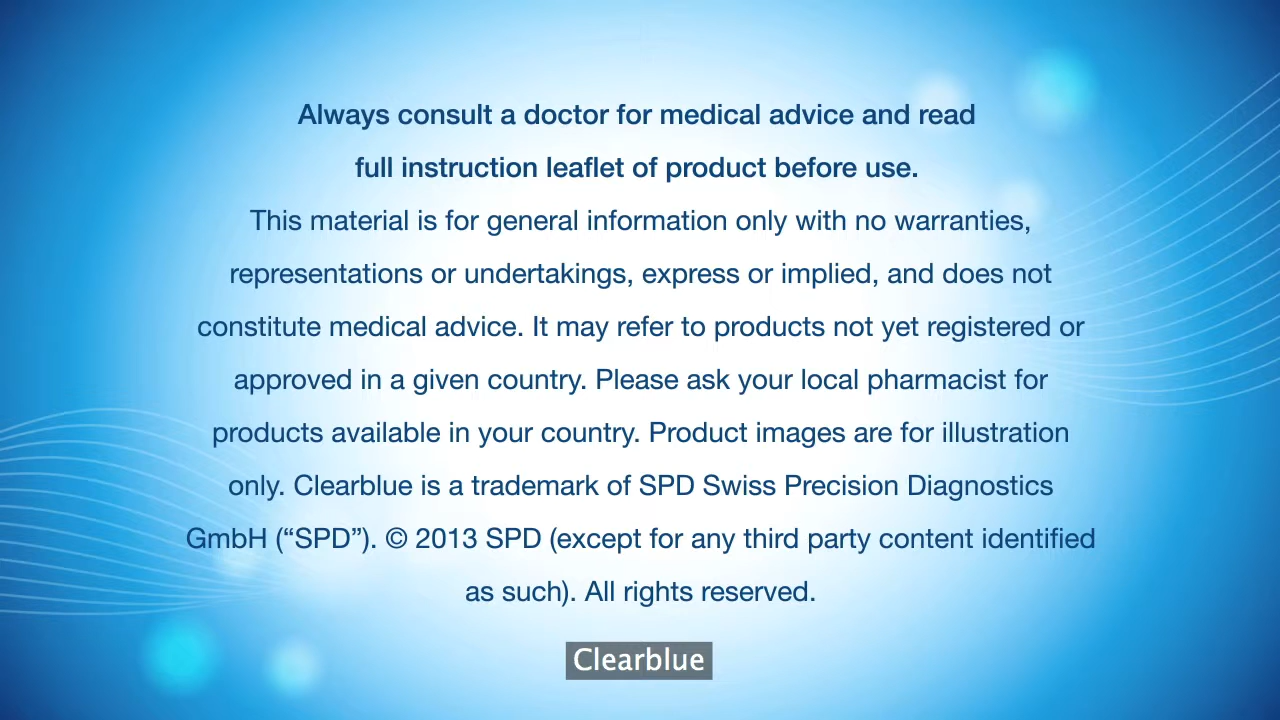 Always consult a doctor for medical advice and read
full instruction leaflet of product before use.
This material is for general information only with no warranties,
representations or undertakings, express or implied, and does not
constitute medical advice. It may refer to products not yet registered or
approved in a given country. Please ask your local pharmacist for
products available in your country. Product images are for illustration
only. Clearblue is a trademark of SPD Swiss Precision Diagnostics
GmbH (“SPD”). © 2013 SPD (except for any third party content identified
as such). All rights reserved.
Clearblue